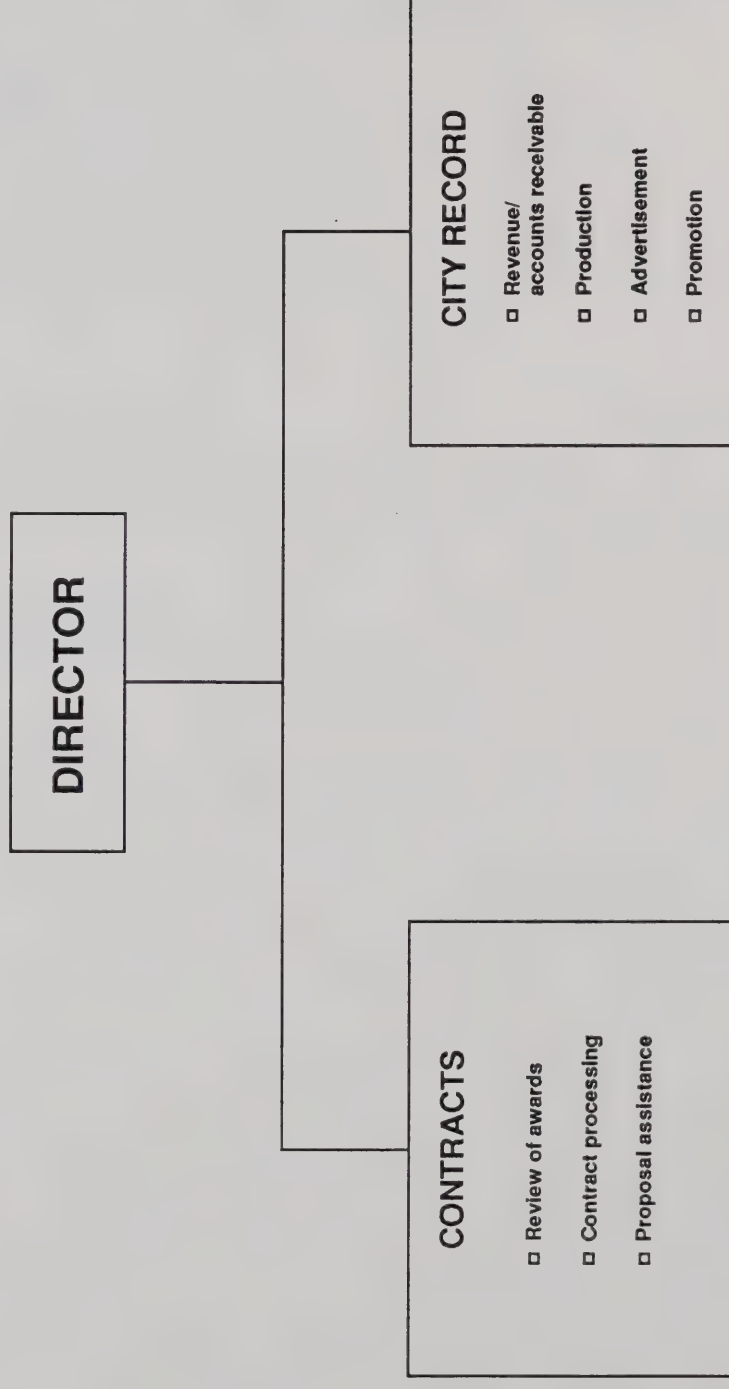 DIRECTOR
CONTRACTS
Review of awards
Contract processing
Proposal assistance
CITY RECORD
Revenue/
accounts receivable
Production
Advertisement
Promotion